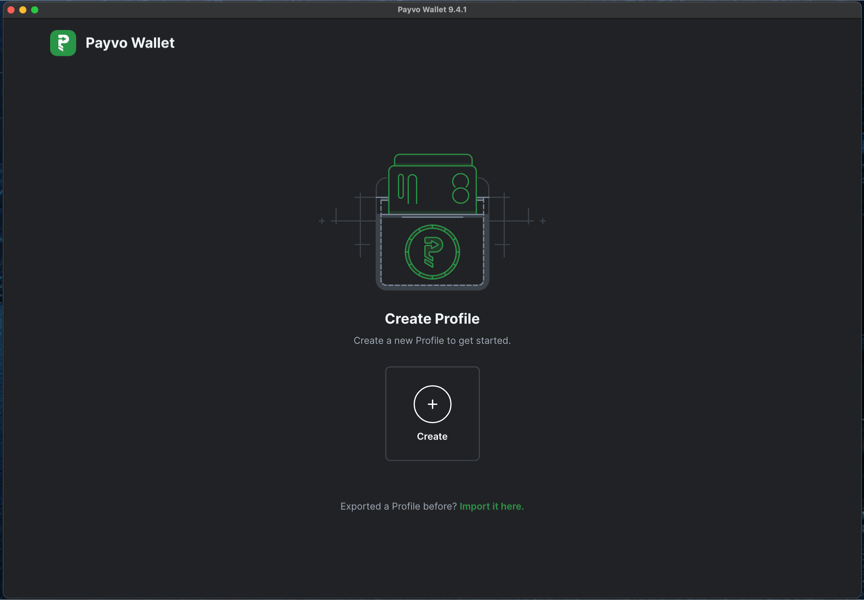 Payvo Wallet 9.4.1
Payvo Wallet
Create Profile
Create a new Profile to get started.
Create
Exported a Profile before? Import it here.